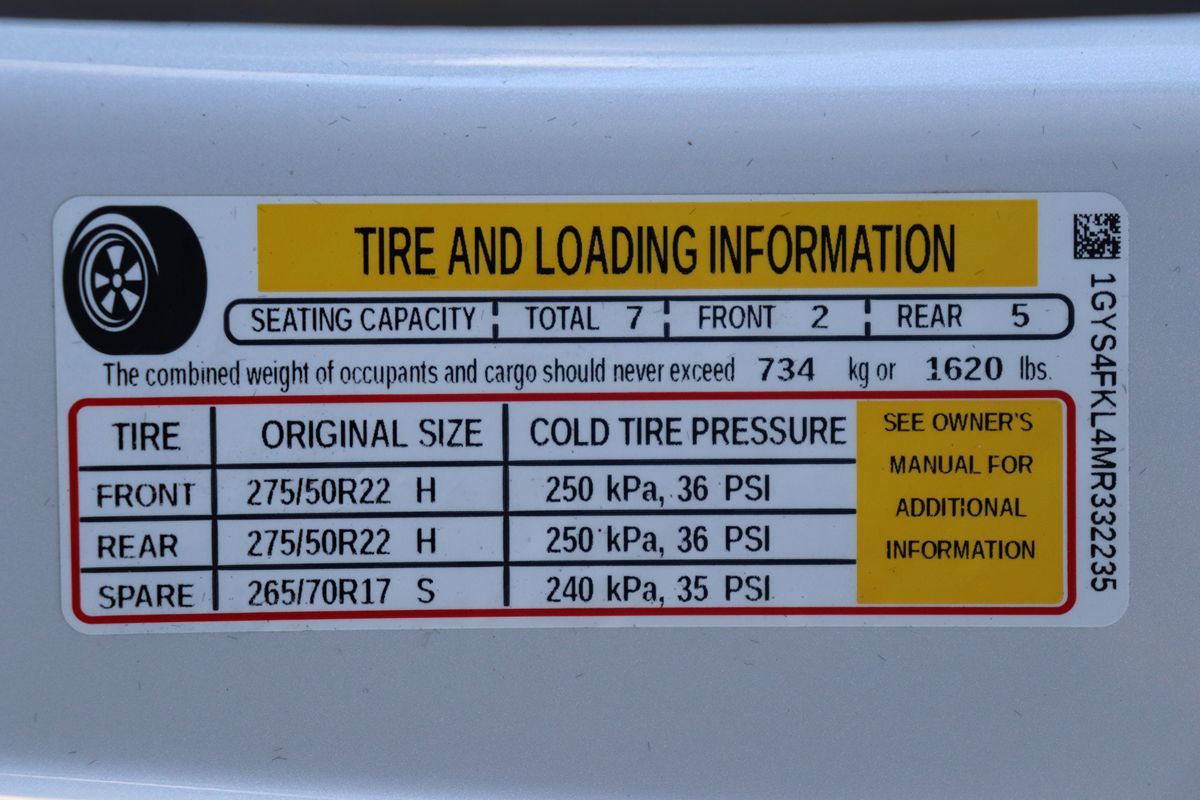 TIRE AND LOADING INFORMATION
SEATING CAPACITY TOTAL 7 FRONT 2 REAR 5
The combined weight of occupants and cargo should never exceed 734 kg or 1620 lbs.
TIRE ORIGINAL SIZE COLD TIRE PRESSURE
FRONT 275/50R22 H 250 kPa, 36 PSI
REAR 275/50R22 H 250 kPa, 36 PSI
SPARE 265/70R17 S 240 kPa, 35 PSI
SEE OWNER'S
MANUAL FOR
ADDITIONAL
INFORMATION
1GYS4FKL4MR332235